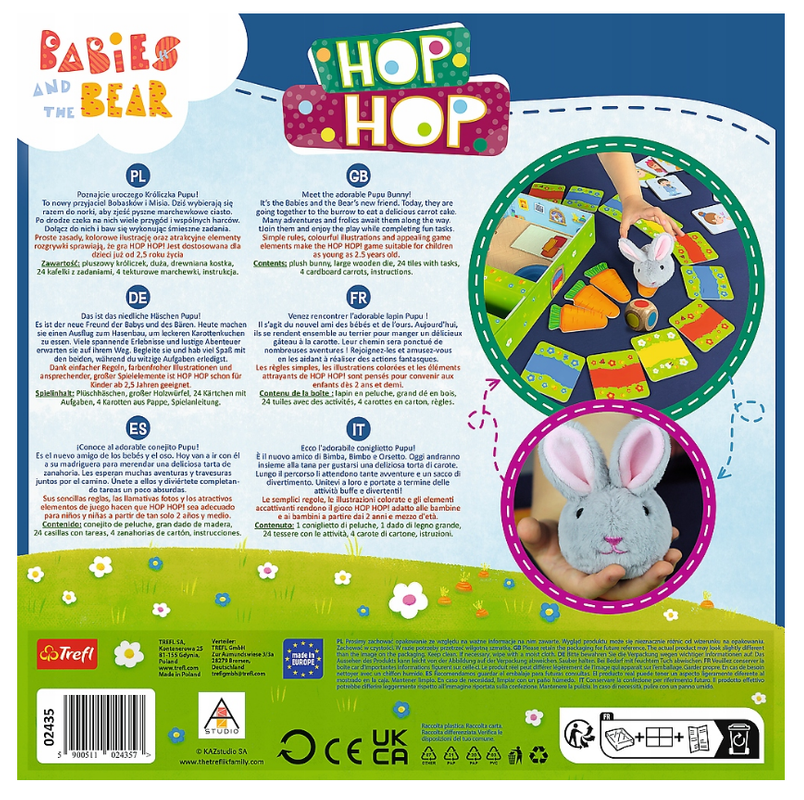 BABIES
AND THE BEAR
HOP HOP
PL
Poznajcie uroczego Króliczka Pupu!
To nowy przyjaciel Bobasków i Misia. Dziś wybierają się
razem do norki, aby zjeść pyszne marchewkowe ciasto.
Po drodze czeka na nich wiele przygód i wspólnych harców.
Dołącz do nich i baw się wykonując śmieszne zadania.
Proste zasady, kolorowe ilustracje oraz atrakcyjne elementy
rozgrywki sprawiają, że gra HOP HOP! Jest dostosowana dla
dzieci już od 2,5 roku życia
Zawartość: pluszowy króliczek, duża, drewniana kostka,
24 kafelki z zadaniami, 4 tekturowe marchewki, instrukcja.
GB
Meet the adorable Pupu Bunny!
It's the Babies and the Bear's new friend. Today, they are
going together to the burrow to eat a delicious carrot cake.
Many adventures and frolics await them along the way.
tJoin them and enjoy the play while completing fun tasks.
Simple rules, colourful illustrations and appealing game
elements make the HOP HOP! game suitable for children
as young as 2.5 years old.
Contents: plush bunny, large wooden die, 24 tiles with tasks,
4 cardboard carrots, instructions.
DE
Das ist das niedliche Häschen Pupu!
Es ist der neue Freund der Babys und des Bären. Heute machen
sie einen Ausflug zum Hasenbau, um leckeren Karottenkuchen
zu essen. Viele spannende Erlebnisse und lustige Abenteuer
erwarten sie auf ihrem Weg. Begleite sie und hab viel Spaß mit
den beiden, während du witzige Aufgaben erledigst.
Dank einfacher Regeln, farbenfroher Illustrationen und
ansprechender, großer Spielelemente ist HOP HOP schon für
Kinder ab 2,5 Jahren geeignet.
Spielinhalt: Plüschhäschen, großer Holzwürfel, 24 Kärtchen mit
Aufgaben, 4 Karotten aus Pappe, Spielanleitung.
FR
Venez rencontrer l'adorable lapin Pupu!
Il s'agit du nouvel ami des bébés et de l'ours. Aujourd'hui,
ils se rendent ensemble au terrier pour manger un délicieux
gâteau à la carotte. Leur chemin sera ponctué de
nombreuses aventures ! Rejoignez-les et amusez-vous
en les aidant à réaliser des actions fantasques.
Les règles simples, les illustrations colorées et les éléments
attrayants de HOP HOP! sont pensés pour convenir aux
enfants dès 2 ans et demi.
Contenu de la boîte : lapin en peluche, grand dé en bois,
24 tuiles avec des activités, 4 carottes en carton, règles.
ES
¡Conoce al adorable conejito Pupu!
Es el nuevo amigo de los bebés y el oso. Hoy van a ir con él
a su madriguera para merendar una deliciosa tarta de
zanahorias. Les esperan muchas aventuras y travesuras
juntos por el camino. Únete a ellos y diviértete completan-
do tareas un poco absurdas.
Sus sencillas reglas, las llamativas fotos y los atractivos
elementos de juego hacen que HOP HOP! sea adecuado
para niños y niñas a partir de tan solo 2 años y medio.
Contenido: conejito de peluche, gran dado de madera,
24 casillas con tareas, 4 zanahorias de cartón, instrucciones.
IT
Ecco l'adorabile coniglietto Pupu!
È il nuovo amico di Bimba, Bimbo e Orsetto. Oggi andranno
insieme alla tana per gustarsi una deliziosa torta di carote.
Lungo il percorso li attendono tante avventure e un sacco di
divertimento. Unitevi a loro e portate a termine delle
attività buffe e divertenti!
Le semplici regole, le illustrazioni colorate e gli elementi
accattivanti rendono il gioco HOP HOP! adatto alle bambine
e ai bambini a partire dai due anni e mezzo d'età.
Contenuto: 1 coniglietto di peluche, 1 dado di legno grande,
24 tessere con le attività, 4 carote di cartone, istruzioni.
Trefl
TREFL SA,
Kontenerowa 25
81-155 Gdynia,
Poland
www.trefl.com
Made in Poland
Verteiler:
TREFL GmbH
Zur Aumundswiese 3/3a
28279 Bremen,
Deutschland
treflgmbh@trefl.com
made in
EUROPE
02435
5 900511 024357 >
STUDIO
© KAZstudio SA
www.thetreflikfamily.com
CE
UK
CA
Raccolta plastica. Raccolta carta.
Raccolta differenziata. Verifica le
disposizioni del tuo comune.
FR